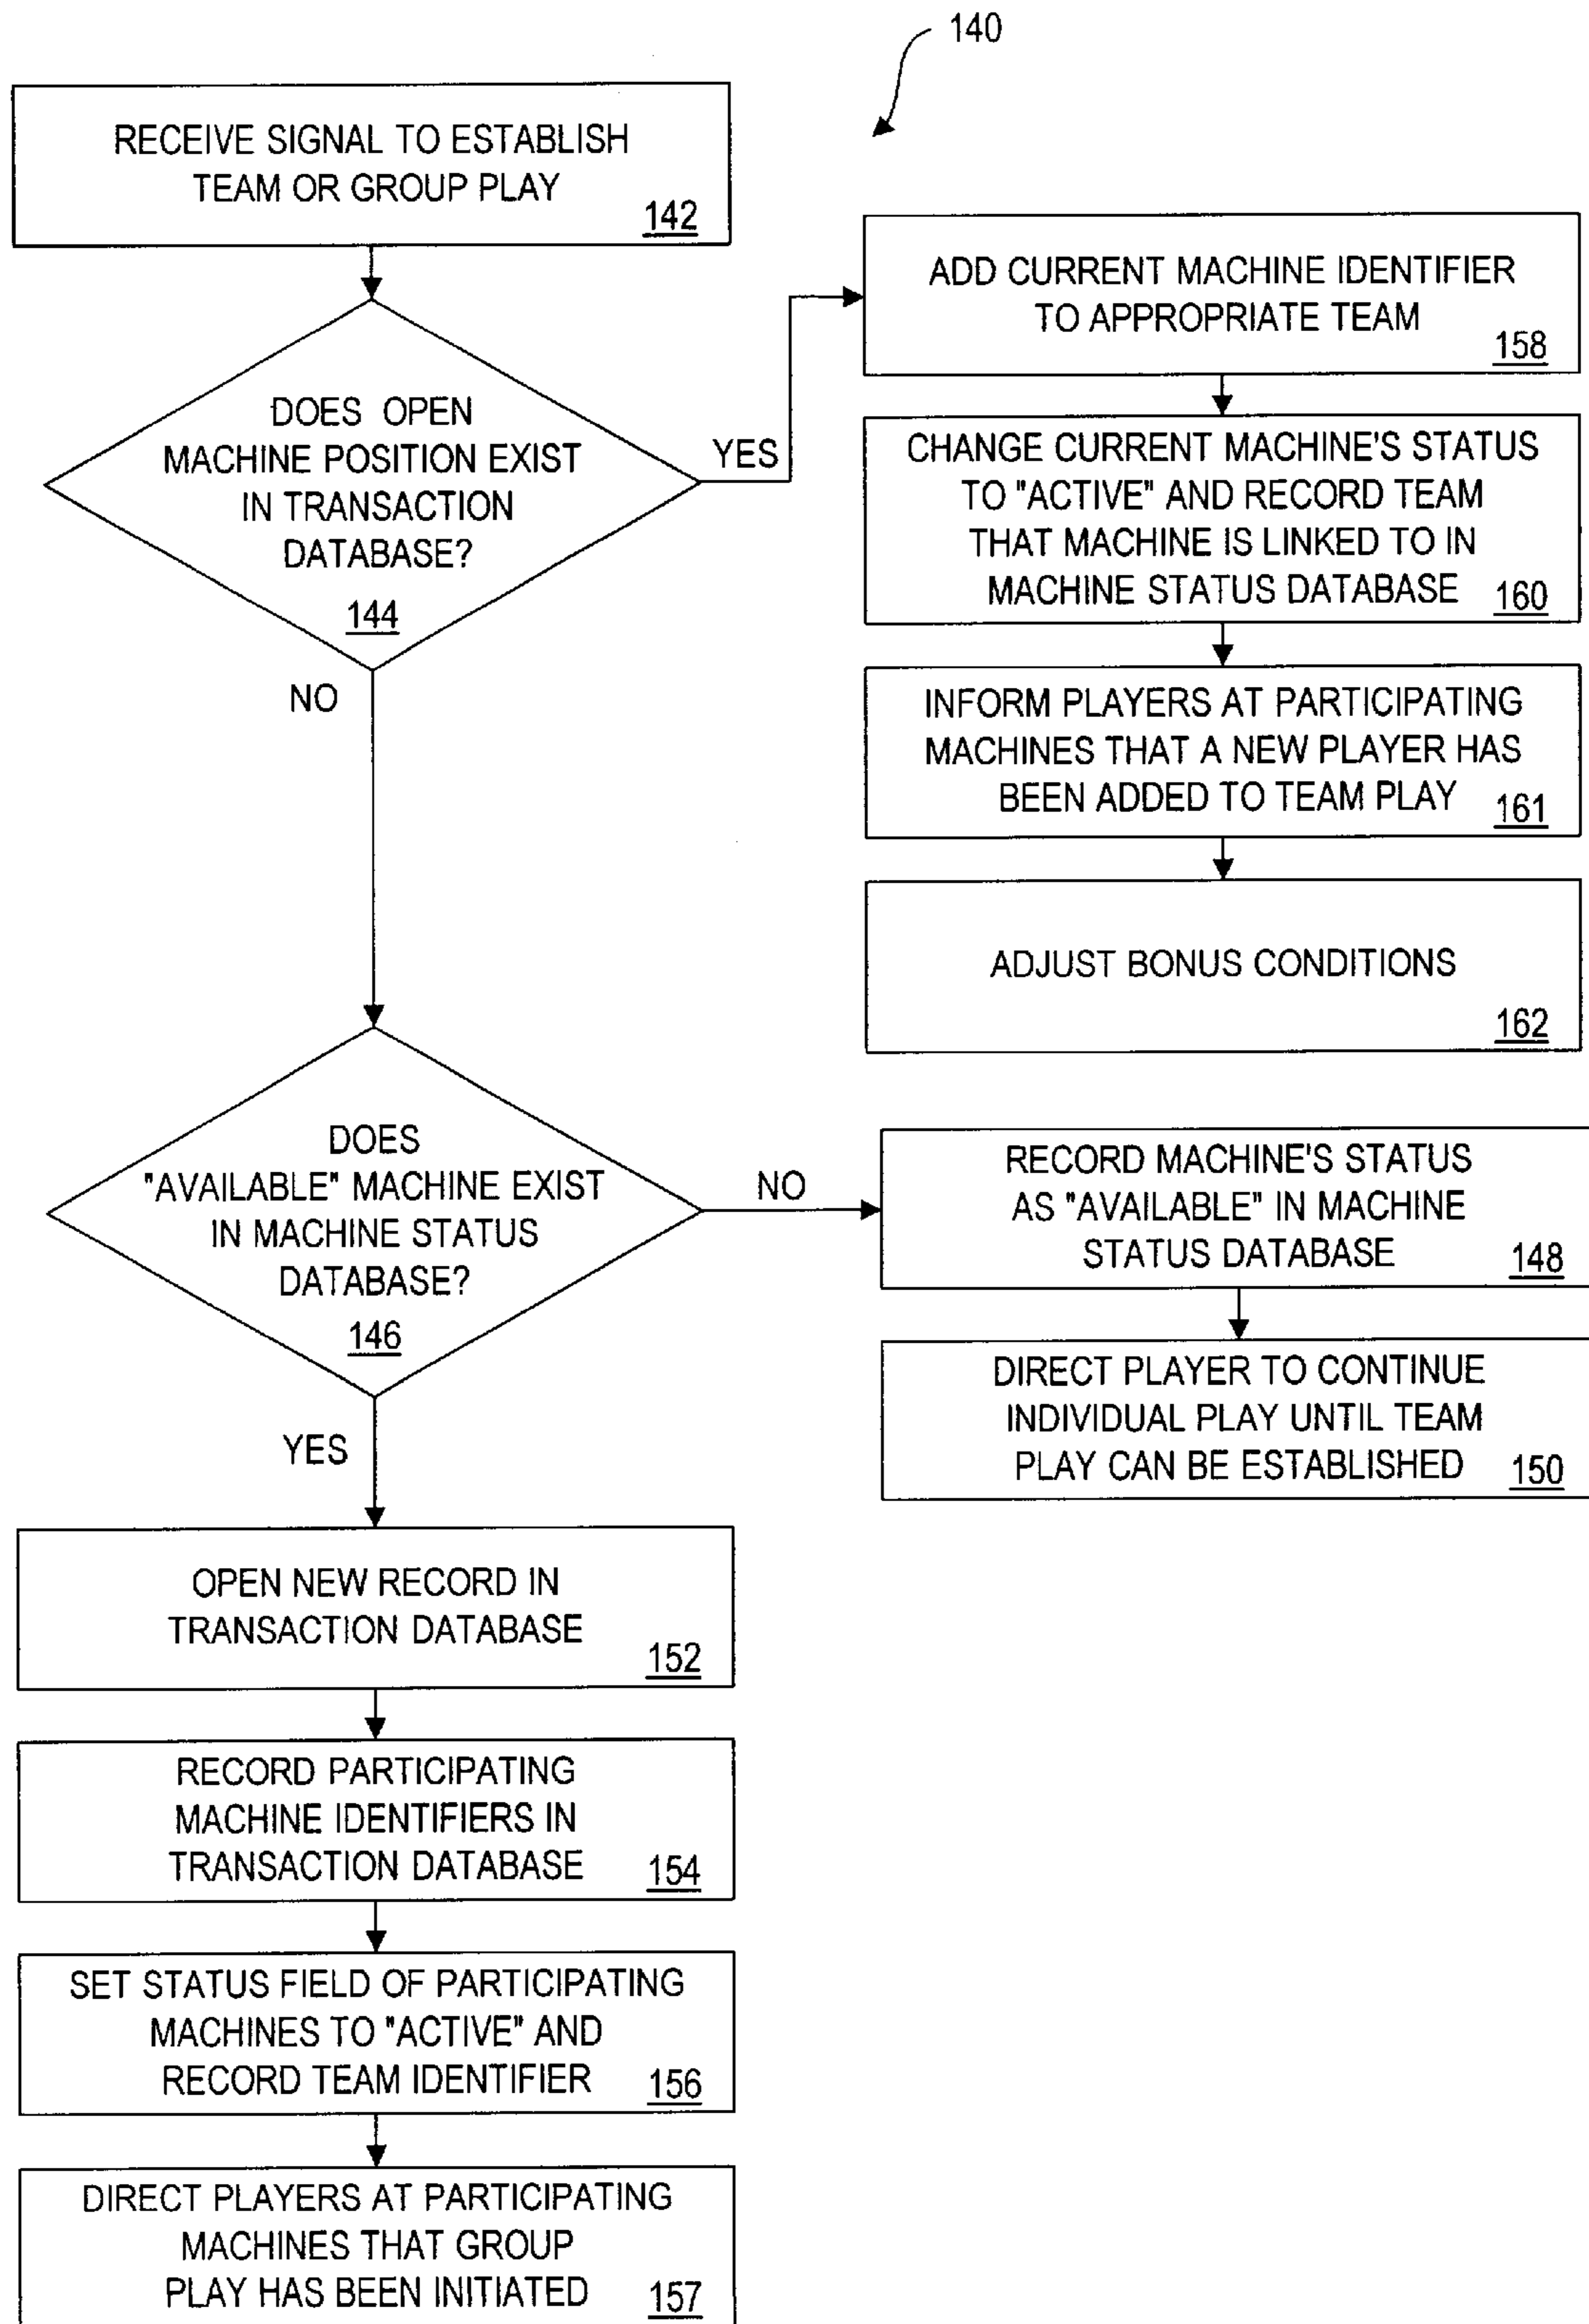 140
RECEIVE SIGNAL TO ESTABLISH
TEAM OR GROUP PLAY
142
DOES OPEN
MACHINE POSITION EXIST
IN TRANSACTION
DATABASE?
144
YES
NO
ADD CURRENT MACHINE IDENTIFIER
TO APPROPRIATE TEAM
158
CHANGE CURRENT MACHINE'S STATUS
TO "ACTIVE" AND RECORD TEAM
THAT MACHINE IS LINKED TO IN
MACHINE STATUS DATABASE
160
INFORM PLAYERS AT PARTICIPATING
MACHINES THAT A NEW PLAYER HAS
BEEN ADDED TO TEAM PLAY
161
ADJUST BONUS CONDITIONS
162
DOES
"AVAILABLE" MACHINE EXIST
IN MACHINE STATUS
DATABASE?
146
NO
YES
RECORD MACHINE'S STATUS
AS "AVAILABLE" IN MACHINE
STATUS DATABASE
148
DIRECT PLAYER TO CONTINUE
INDIVIDUAL PLAY UNTIL TEAM
PLAY CAN BE ESTABLISHED
150
OPEN NEW RECORD IN
TRANSACTION DATABASE
152
RECORD PARTICIPATING
MACHINE IDENTIFIERS IN
TRANSACTION DATABASE
154
SET STATUS FIELD OF PARTICIPATING
MACHINES TO "ACTIVE" AND
RECORD TEAM IDENTIFIER
156
DIRECT PLAYERS AT PARTICIPATING
MACHINES THAT GROUP
PLAY HAS BEEN INITIATED
157